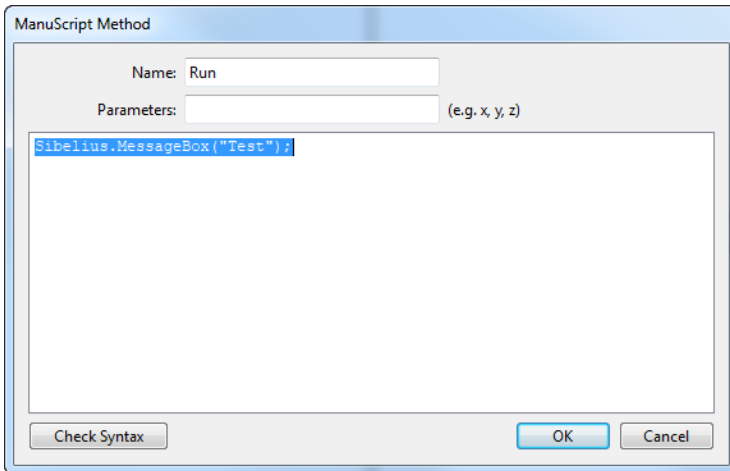 ManuScript Method
Name: Run
Parameters: (e.g. x, y, z)
Sibelius.MessageBox("Test");
Check Syntax OK Cancel